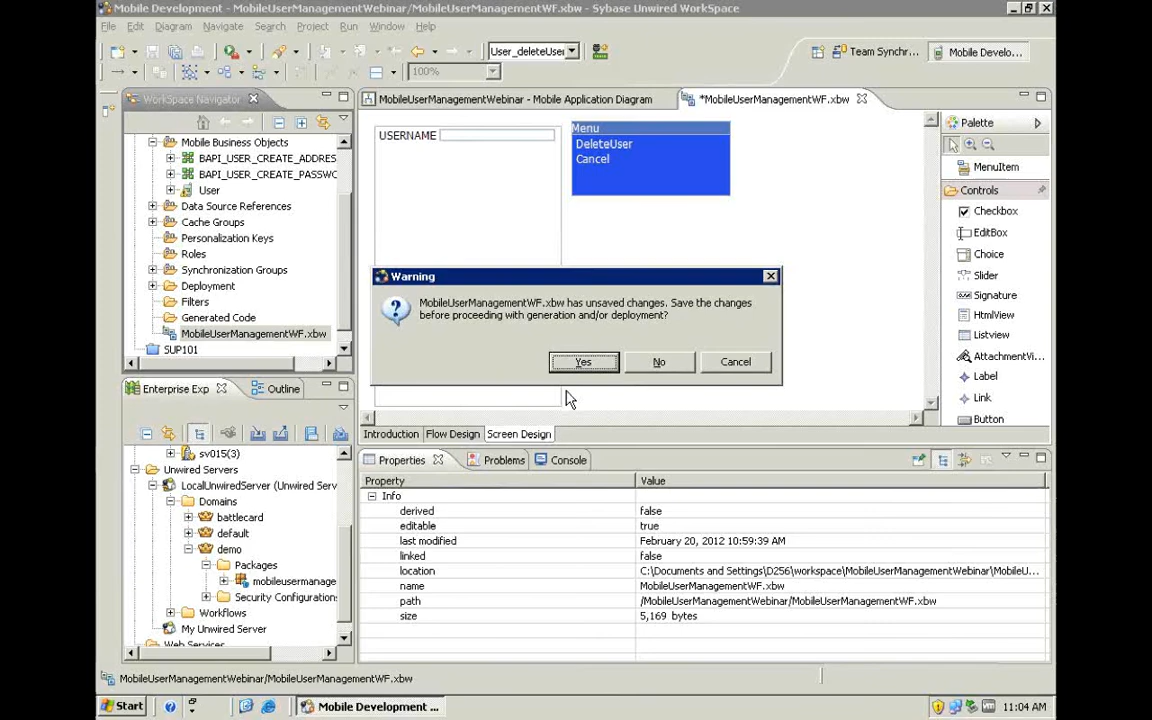 Mobile Development - MobileUserManagementWebinar/MobileUserManagementWF.xbw - Sybase Unwired WorkSpace
File Edit Diagram Navigate Search Project Run Window Help
User_deleteUser
Team Synchr...
Mobile Develo...
100%
WorkSpace Navigator
MobileUserManagementWebinar - Mobile Application Diagram
*MobileUserManagementWF.xbw
Mobile Business Objects
BAPI_USER_CREATE_ADDRES
BAPI_USER_CREATE_PASSWC
User
Data Source References
Cache Groups
Personalization Keys
Roles
Synchronization Groups
Deployment
Filters
Generated Code
MobileUserManagementWF.xbw
SUP101
USERNAME
Menu
DeleteUser
Cancel
Palette
MenuItem
Controls
Checkbox
EditBox
Choice
Slider
Signature
HtmlView
Listview
AttachmentVi...
Label
Link
Button
Warning
MobileUserManagementWF.xbw has unsaved changes. Save the changes
before proceeding with generation and/or deployment?
Yes No Cancel
Introduction Flow Design Screen Design
Enterprise Exp
Outline
sv015(3)
Unwired Servers
LocalUnwiredServer (Unwired Serv
Domains
battlecard
default
demo
Packages
mobileusermanage
Security Configurations
Workflows
My Unwired Server
Web Services
Properties Problems Console
Property Value
Info
derived false
editable true
last modified February 20, 2012 10:59:39 AM
linked false
location C:\Documents and Settings\D256\workspace\MobileUserManagementWebinar\MobileU...
name MobileUserManagementWF.xbw
path /MobileUserManagementWebinar/MobileUserManagementWF.xbw
size 5,169 bytes
MobileUserManagementWebinar/MobileUserManagementWF.xbw
Start
Mobile Development ...
11:04 AM